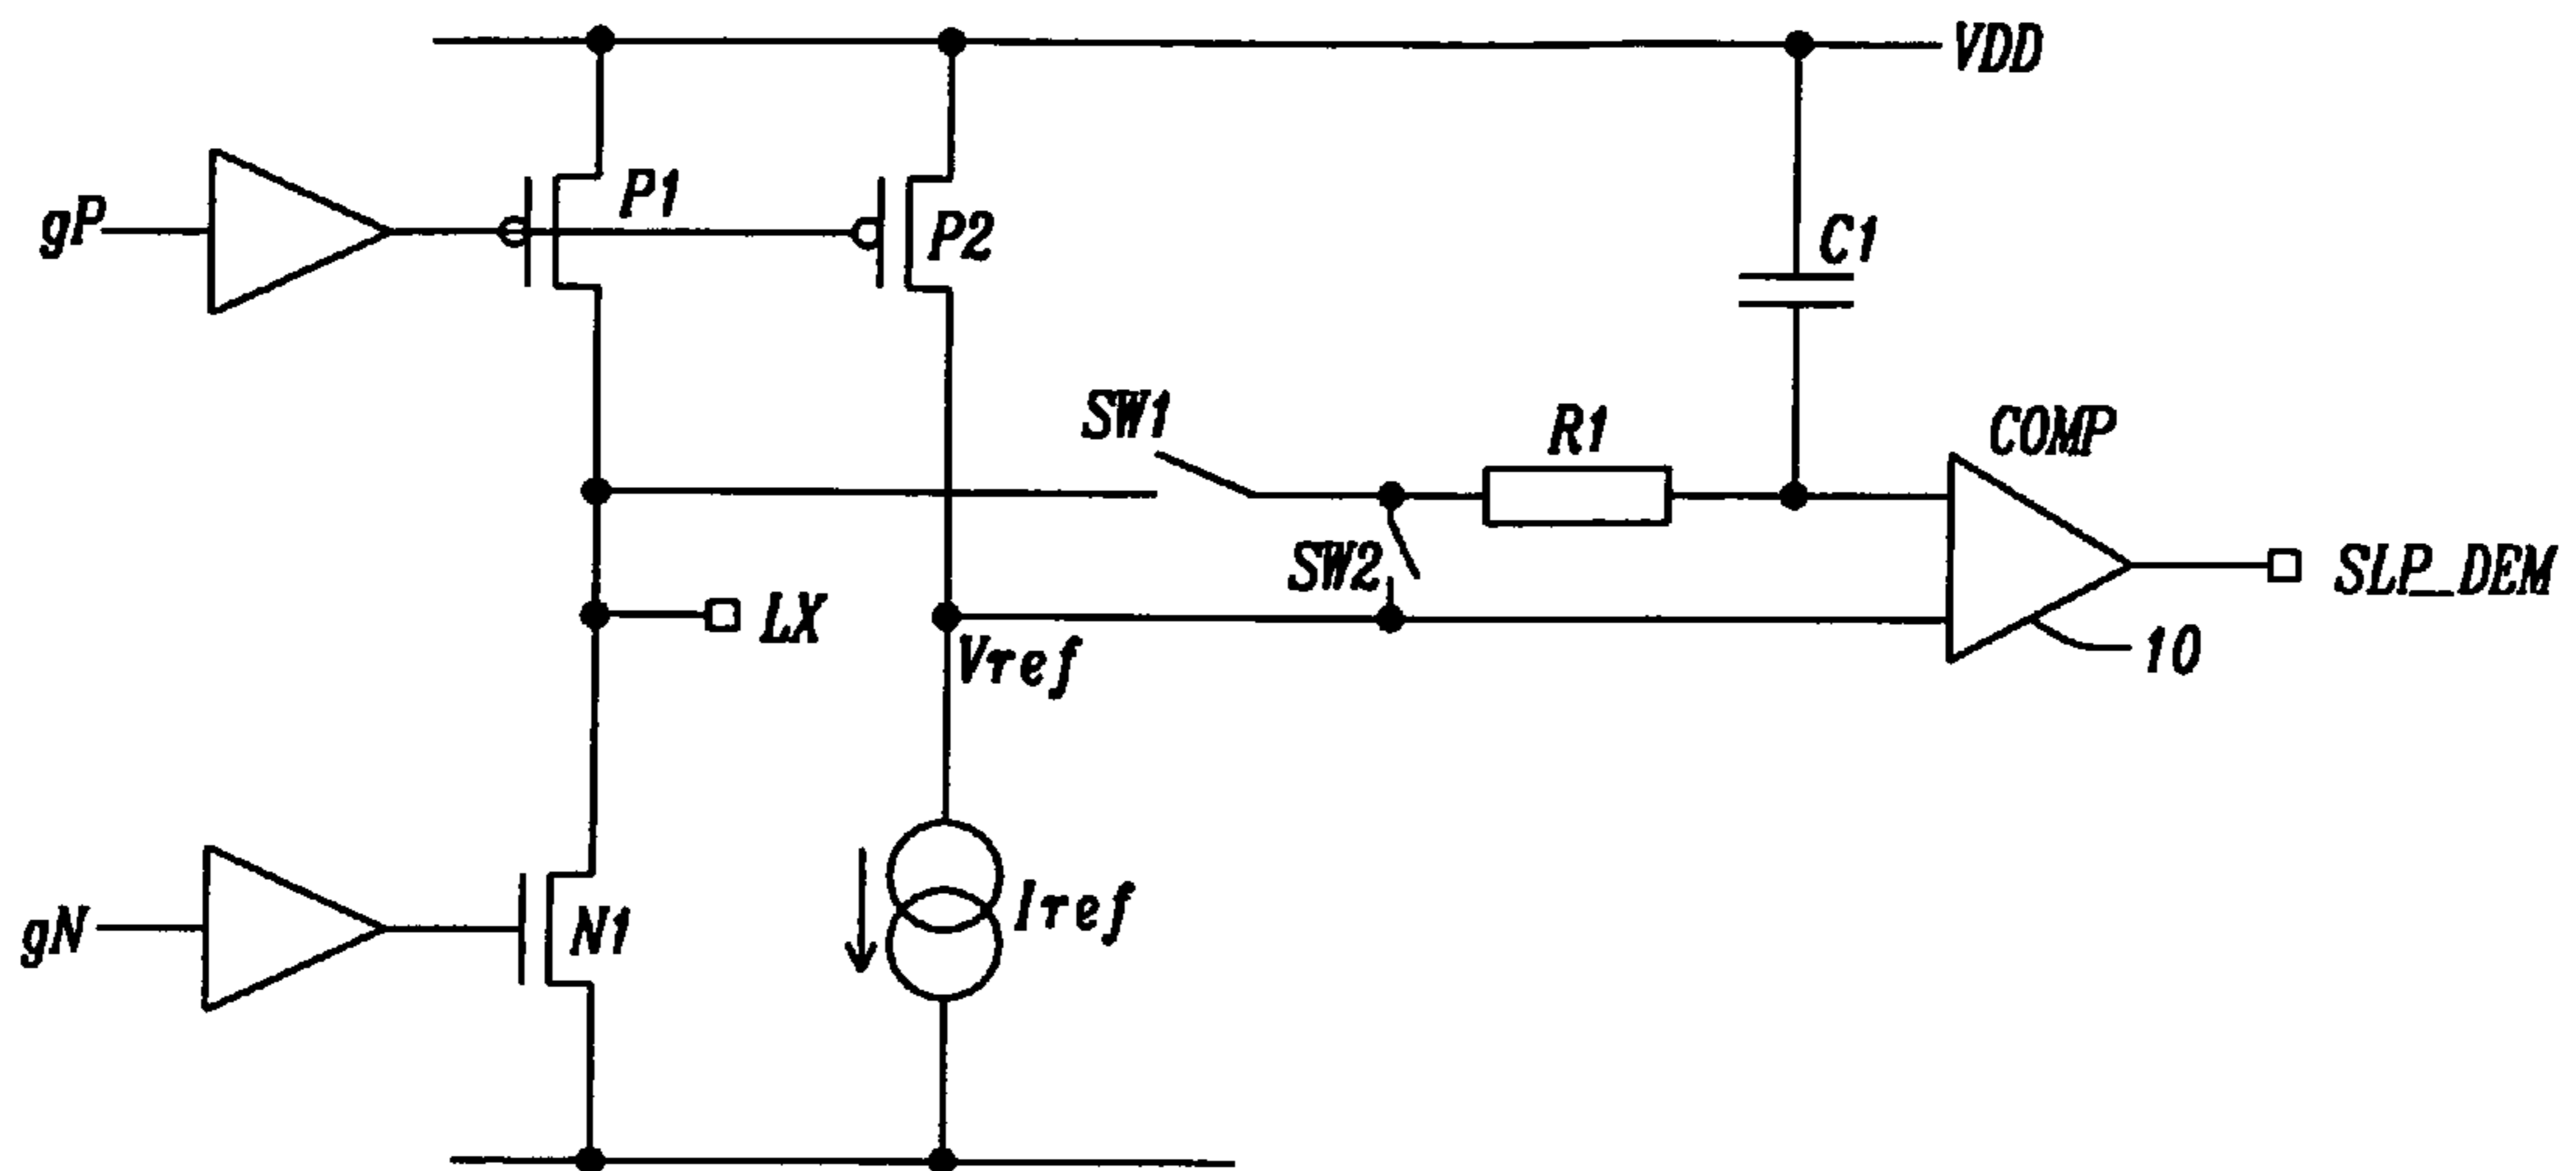 VDD
gP
P1
P2
C1
SW1
R1
COMP
SW2
SLP_DEM
LX
Vref
10
gN
N1
Iref